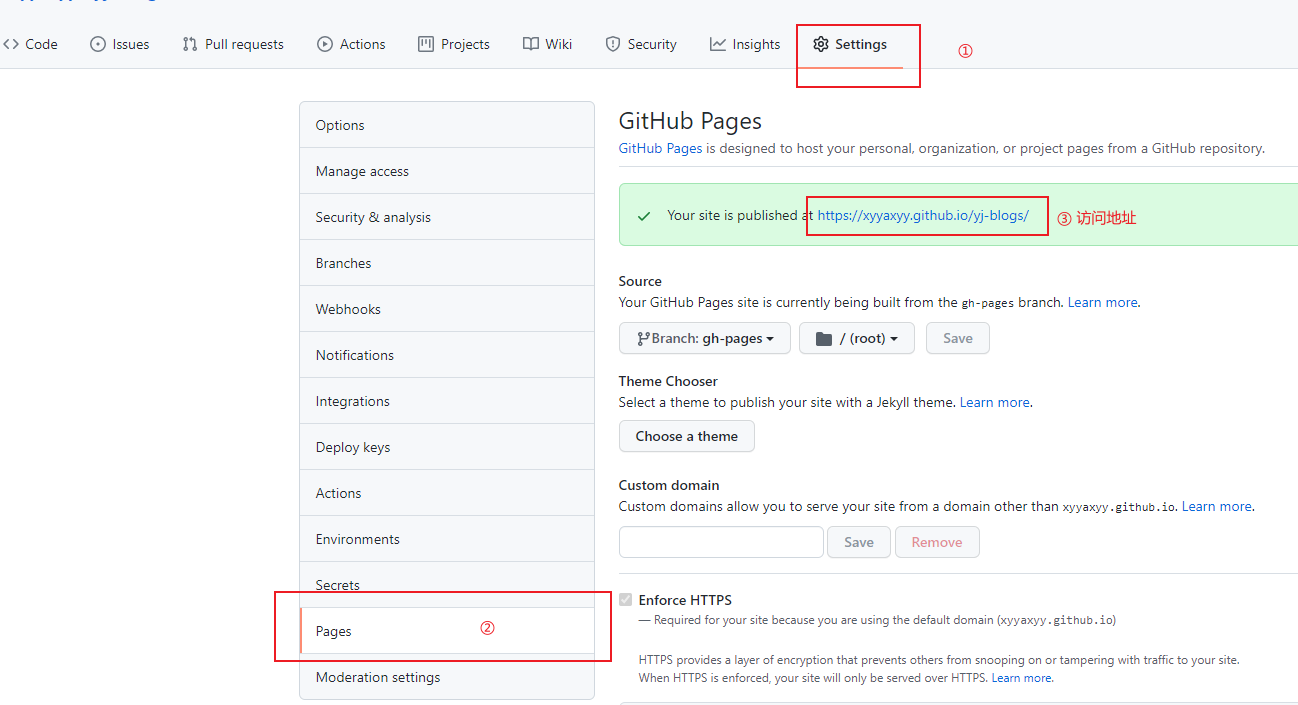 Code Issues Pull requests Actions Projects Wiki Security Insights Settings ①
Options
Manage access
Security & analysis
Branches
Webhooks
Notifications
Integrations
Deploy keys
Actions
Environments
Secrets
Pages ②
Moderation settings
GitHub Pages
GitHub Pages is designed to host your personal, organization, or project pages from a GitHub repository.
Your site is published at https://xyyaxyy.github.io/yj-blogs/ ③ 访问地址
Source
Your GitHub Pages site is currently being built from the gh-pages branch. Learn more.
Branch: gh-pages / (root) Save
Theme Chooser
Select a theme to publish your site with a Jekyll theme. Learn more.
Choose a theme
Custom domain
Custom domains allow you to serve your site from a domain other than xyyaxyy.github.io. Learn more.
Save Remove
Enforce HTTPS
— Required for your site because you are using the default domain (xyyaxyy.github.io)
HTTPS provides a layer of encryption that prevents others from snooping on or tampering with traffic to your site.
When HTTPS is enforced, your site will only be served over HTTPS. Learn more.